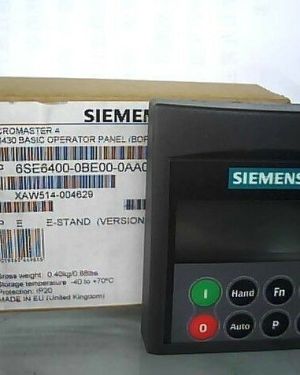 SIEMEN
CROMASTER 4
430 BASIC OPERATOR PANEL (BOP
P 6SE6400-0BE00-0AA0
XAW514-004629
P E E-STAND (VERSION)
Gross weight: 0.40kg/0.88lbs
Storage temperature -40 to +70°C
Protection: IP20
MADE IN EU (United Kingdom)
SIEMENS
I Hand Fn
0 Auto P